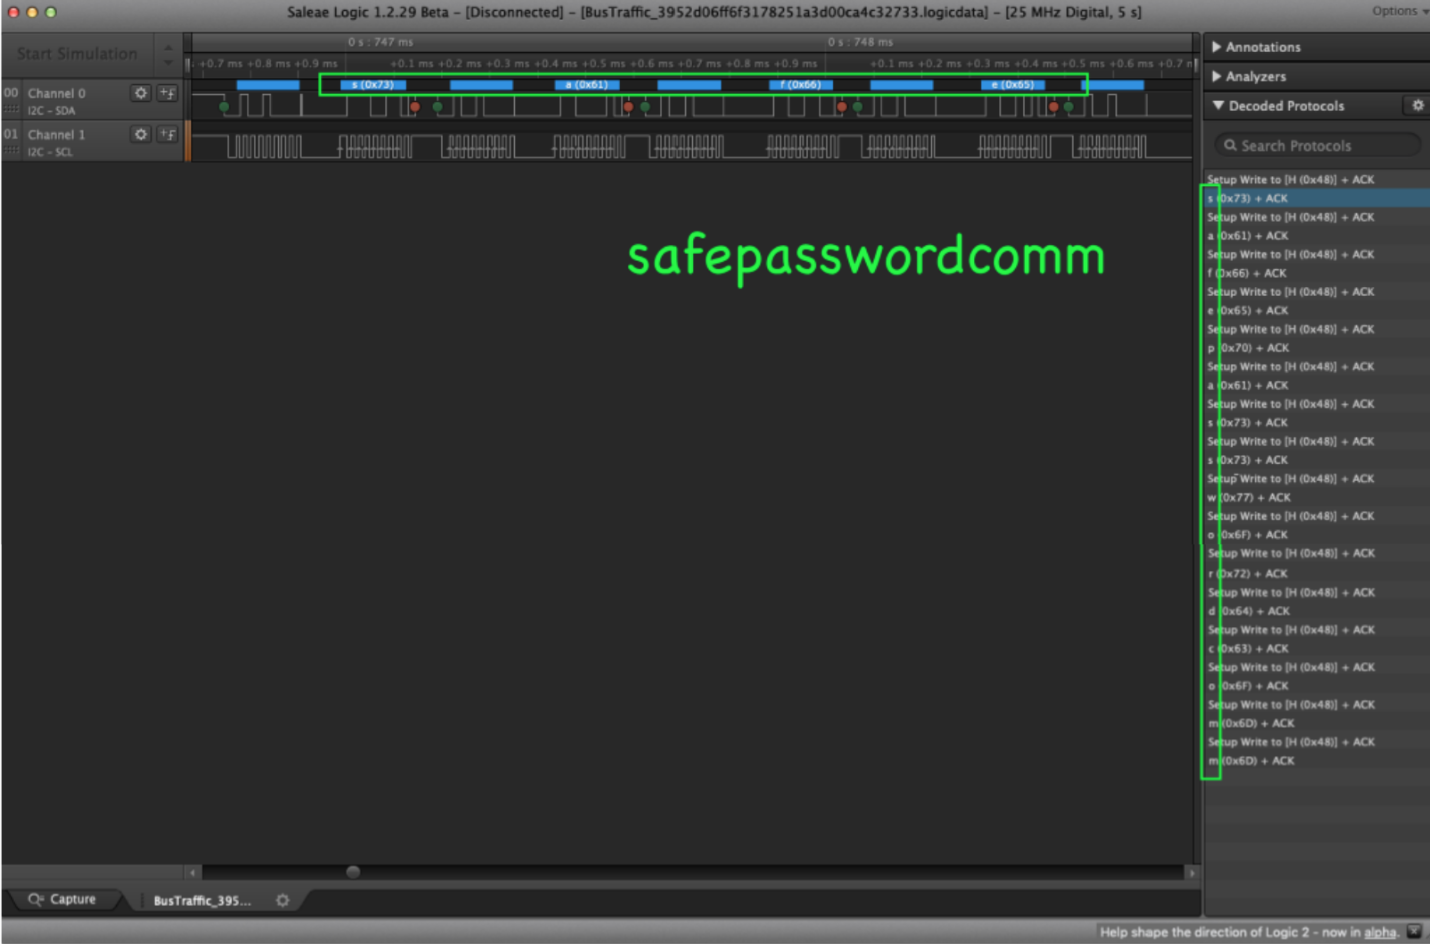 Saleae Logic 1.2.29 Beta – [Disconnected] – [BusTraffic_3952d06ff6f3178251a3d00ca4c32733.logicdata] – [25 MHz Digital, 5 s]
Options
Start Simulation
0 s : 747 ms
0 s : 748 ms
+0.7 ms +0.8 ms +0.9 ms
+0.1 ms +0.2 ms +0.3 ms +0.4 ms +0.5 ms +0.6 ms +0.7 ms +0.8 ms +0.9 ms
+0.1 ms +0.2 ms +0.3 ms +0.4 ms +0.5 ms +0.6 ms
00 Channel 0
I2C – SDA
s (0x73)
a (0x61)
f (0x66)
e (0x65)
01 Channel 1
I2C – SCL
safepasswordcomm
Annotations
Analyzers
Decoded Protocols
Search Protocols
Setup Write to [H (0x48)] + ACK
s (0x73) + ACK
Setup Write to [H (0x48)] + ACK
a (0x61) + ACK
Setup Write to [H (0x48)] + ACK
f (0x66) + ACK
Setup Write to [H (0x48)] + ACK
e (0x65) + ACK
Setup Write to [H (0x48)] + ACK
p (0x70) + ACK
Setup Write to [H (0x48)] + ACK
a (0x61) + ACK
Setup Write to [H (0x48)] + ACK
s (0x73) + ACK
Setup Write to [H (0x48)] + ACK
s (0x73) + ACK
Setup Write to [H (0x48)] + ACK
w (0x77) + ACK
Setup Write to [H (0x48)] + ACK
o (0x6F) + ACK
Setup Write to [H (0x48)] + ACK
r (0x72) + ACK
Setup Write to [H (0x48)] + ACK
d (0x64) + ACK
Setup Write to [H (0x48)] + ACK
c (0x63) + ACK
Setup Write to [H (0x48)] + ACK
o (0x6F) + ACK
Setup Write to [H (0x48)] + ACK
m (0x6D) + ACK
Setup Write to [H (0x48)] + ACK
m (0x6D) + ACK
Capture
BusTraffic_395...
Help shape the direction of Logic 2 – now in alpha.